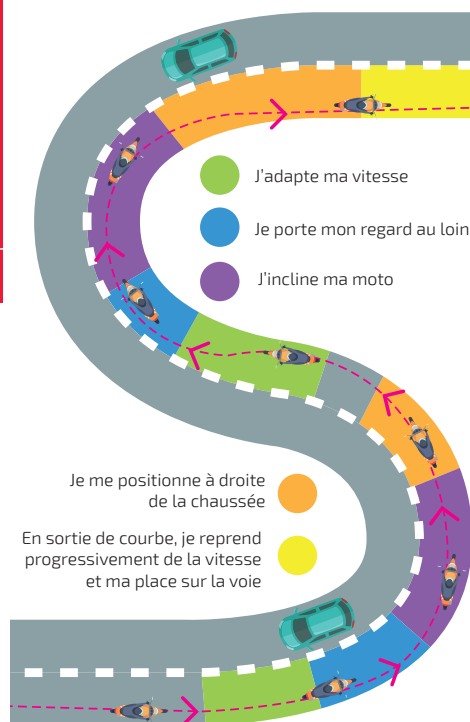 J'adapte ma vitesse
Je porte mon regard au loin
J'incline ma moto
Je me positionne à droite
de la chaussée
En sortie de courbe, je reprend
progressivement de la vitesse
et ma place sur la voie